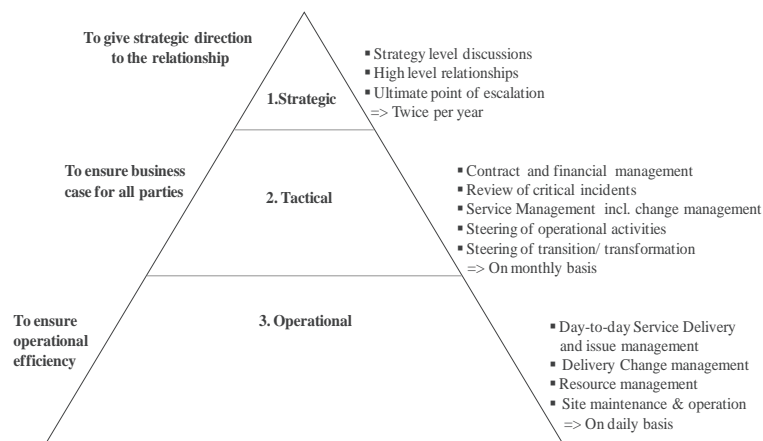 To give strategic direction
to the relationship
1.Strategic
▪ Strategy level discussions
▪ High level relationships
▪ Ultimate point of escalation
=> Twice per year
To ensure business
case for all parties
2. Tactical
▪ Contract and financial management
▪ Review of critical incidents
▪ Service Management incl. change management
▪ Steering of operational activities
▪ Steering of transition/ transformation
=> On monthly basis
To ensure
operational
efficiency
3. Operational
▪ Day-to-day Service Delivery
and issue management
▪ Delivery Change management
▪ Resource management
▪ Site maintenance & operation
=> On daily basis